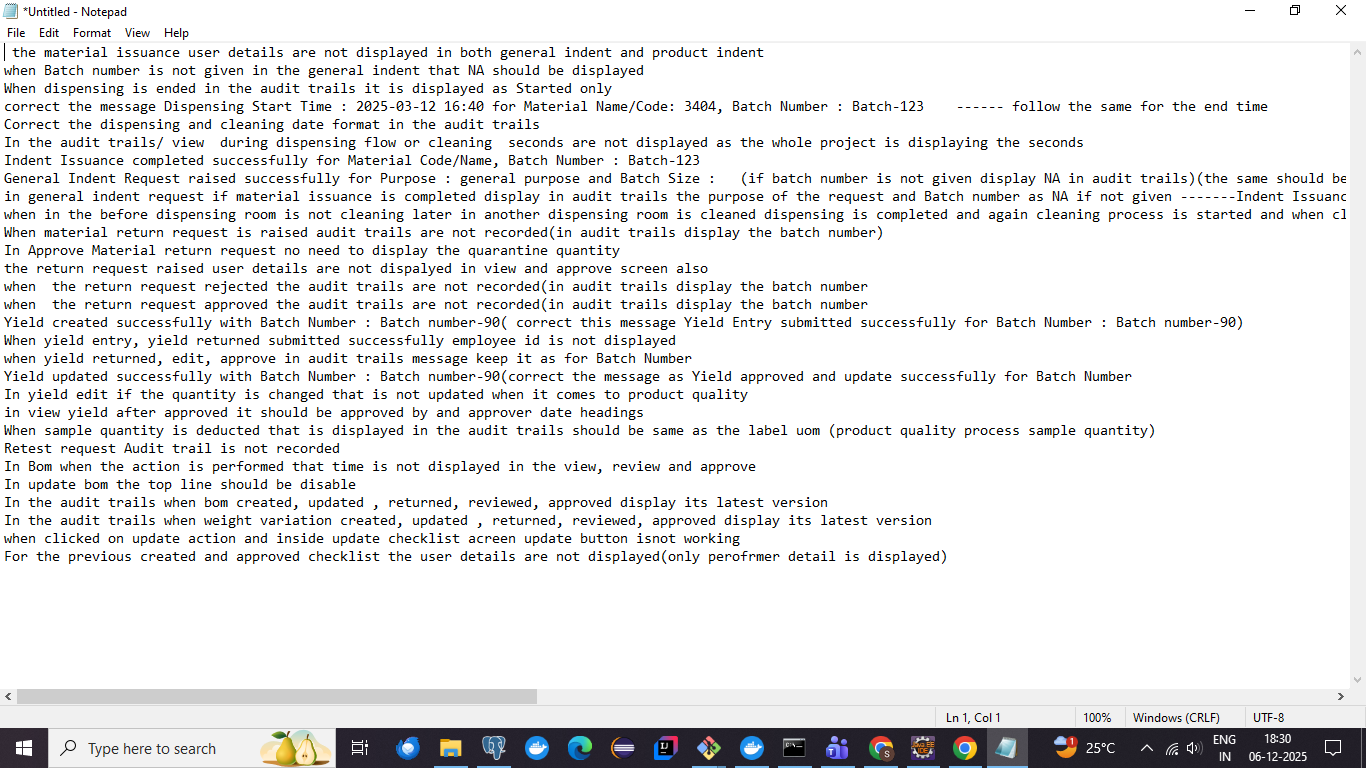 *Untitled - Notepad
File Edit Format View Help
the material issuance user details are not displayed in both general indent and product indent
when Batch number is not given in the general indent that NA should be displayed
When dispensing is ended in the audit trails it is displayed as Started only
correct the message Dispensing Start Time : 2025-03-12 16:40 for Material Name/Code: 3404, Batch Number : Batch-123    ------ follow the same for the end time
Correct the dispensing and cleaning date format in the audit trails
In the audit trails/ view  during dispensing flow or cleaning  seconds are not displayed as the whole project is displaying the seconds
Indent Issuance completed successfully for Material Code/Name, Batch Number : Batch-123
General Indent Request raised successfully for Purpose : general purpose and Batch Size :   (if batch number is not given display NA in audit trails)(the same should be
in general indent request if material issuance is completed display in audit trails the purpose of the request and Batch number as NA if not given -------Indent Issuanc
when in the before dispensing room is not cleaning later in another dispensing room is cleaned dispensing is completed and again cleaning process is started and when cl
When material return request is raised audit trails are not recorded(in audit trails display the batch number)
In Approve Material return request no need to display the quarantine quantity
the return request raised user details are not dispalyed in view and approve screen also
when  the return request rejected the audit trails are not recorded(in audit trails display the batch number
when  the return request approved the audit trails are not recorded(in audit trails display the batch number
Yield created successfully with Batch Number : Batch number-90( correct this message Yield Entry submitted successfully for Batch Number : Batch number-90)
When yield entry, yield returned submitted successfully employee id is not displayed
when yield returned, edit, approve in audit trails message keep it as for Batch Number
Yield updated successfully with Batch Number : Batch number-90(correct the message as Yield approved and update successfully for Batch Number
In yield edit if the quantity is changed that is not updated when it comes to product quality
in view yield after approved it should be approved by and approver date headings
When sample quantity is deducted that is displayed in the audit trails should be same as the label uom (product quality process sample quantity)
Retest request Audit trail is not recorded
In Bom when the action is performed that time is not displayed in the view, review and approve
In update bom the top line should be disable
In the audit trails when bom created, updated , returned, reviewed, approved display its latest version
In the audit trails when weight variation created, updated , returned, reviewed, approved display its latest version
when clicked on update action and inside update checklist acreen update button isnot working
For the previous created and approved checklist the user details are not displayed(only perofrmer detail is displayed)
Ln 1, Col 1 100% Windows (CRLF) UTF-8
Type here to search
1 25°C
ENG
IN
18:30
06-12-2025